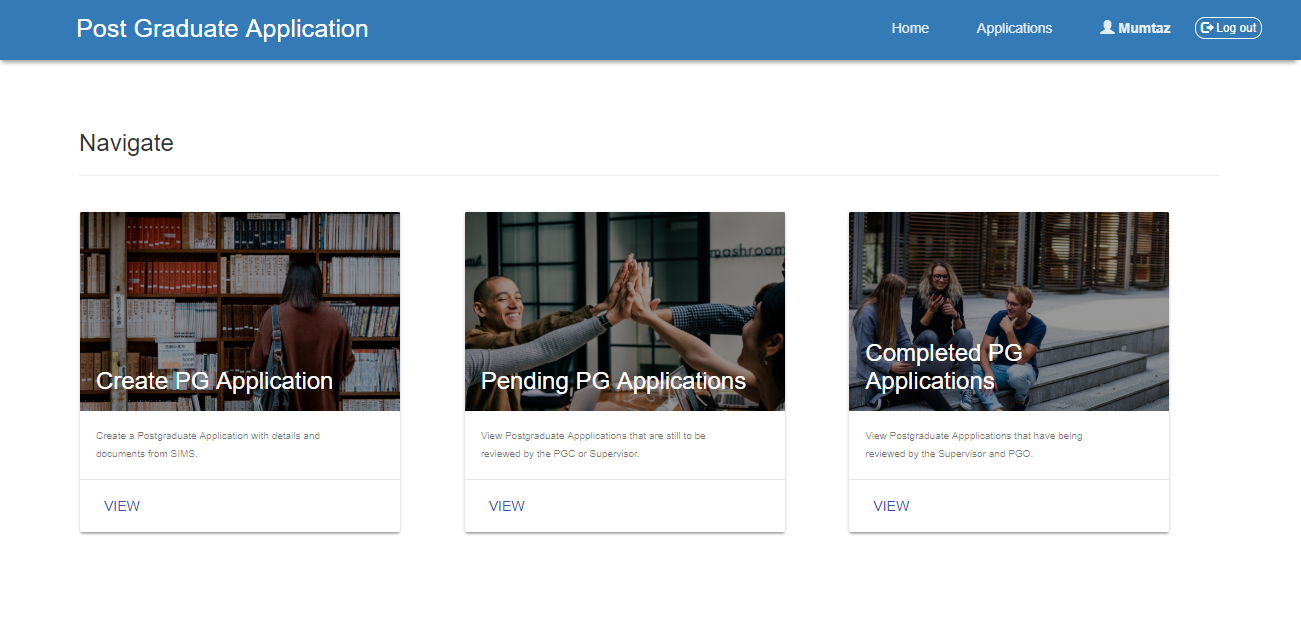 Post Graduate Application
Home
Applications
Mumtaz
Log out
Navigate
mashroom
Create PG Application
Pending PG Applications
Completed PG
Applications
Create a Postgraduate Application with details and
documents from SIMS.
View Postgraduate Appplications that are still to be
reviewed by the PGC or Supervisor.
View Postgraduate Appplications that have being
reviewed by the Supervisor and PGO.
VIEW
VIEW
VIEW